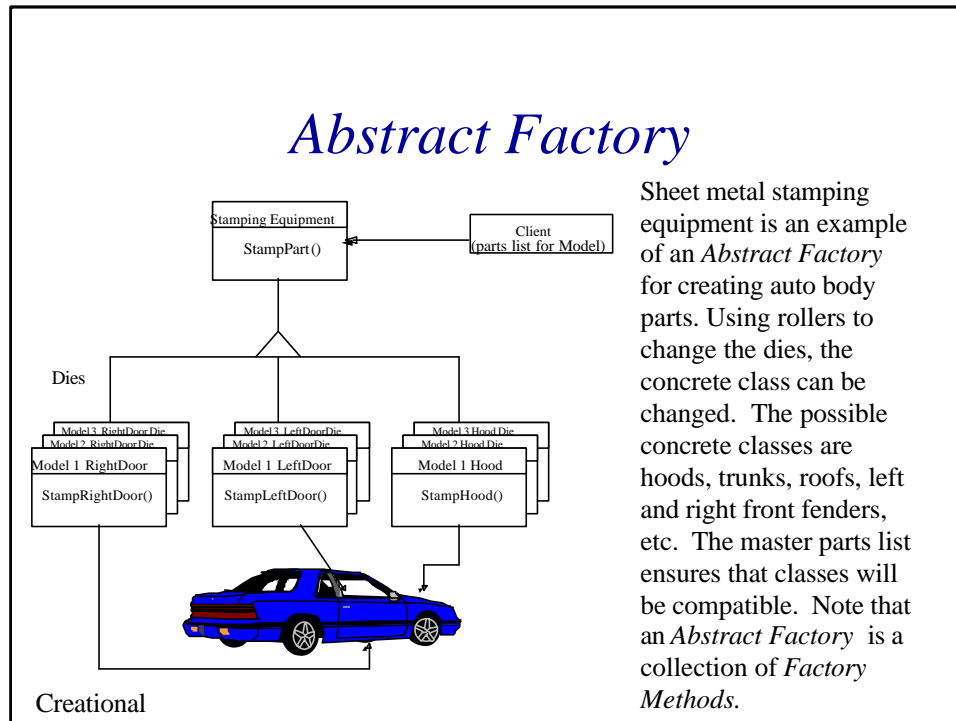 Abstract Factory
Stamping Equipment
StampPart()
Client
(parts list for Model)
Dies
Model 3 RightDoor Die
Model 2 RightDoor Die
Model 1 RightDoor
StampRightDoor()
Model 3 LeftDoorDie
Model 2 LeftDoorDie
Model 1 LeftDoor
StampLeftDoor()
Model 3 Hood Die
Model 2 Hood Die
Model 1 Hood
StampHood()
Creational
Sheet metal stamping
equipment is an example
of an Abstract Factory
for creating auto body
parts. Using rollers to
change the dies, the
concrete class can be
changed. The possible
concrete classes are
hoods, trunks, roofs, left
and right front fenders,
etc. The master parts list
ensures that classes will
be compatible. Note that
an Abstract Factory is a
collection of Factory
Methods.